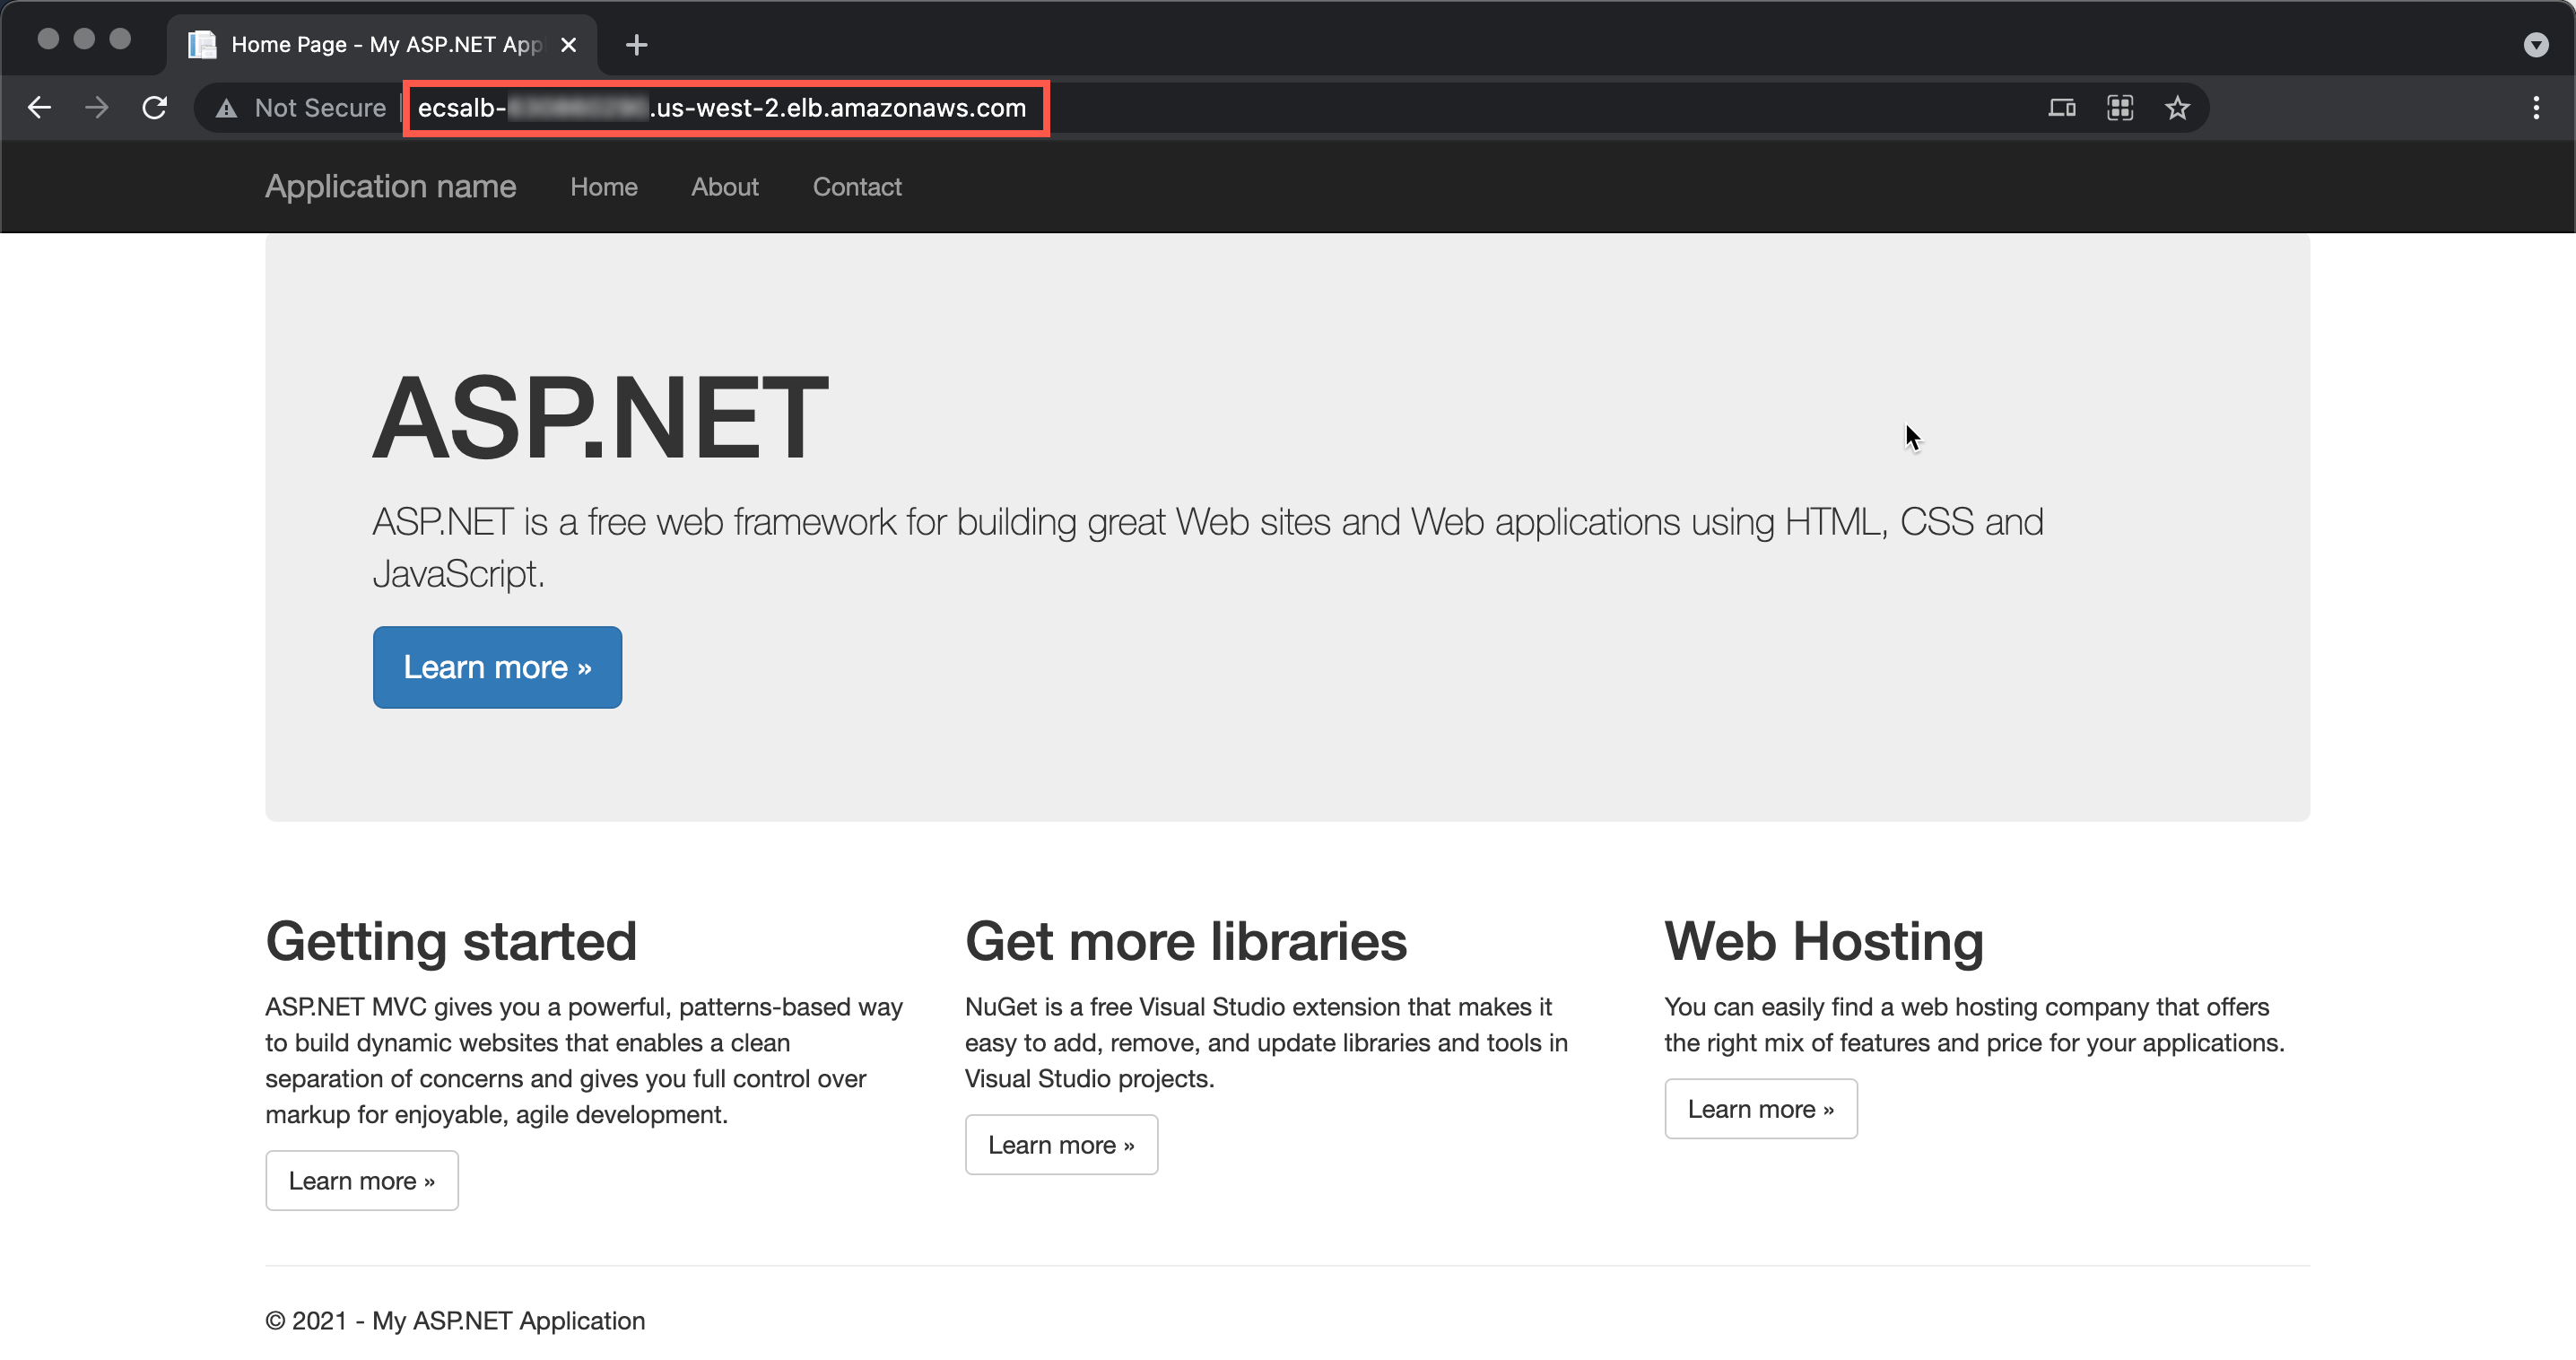 Home Page - My ASP.NET App
Not Secure
ecsalb-
.us-west-2.elb.amazonaws.com
Application name Home About Contact
ASP.NET
ASP.NET is a free web framework for building great Web sites and Web applications using HTML, CSS and
JavaScript.
Learn more »
Getting started
ASP.NET MVC gives you a powerful, patterns-based way
to build dynamic websites that enables a clean
separation of concerns and gives you full control over
markup for enjoyable, agile development.
Learn more »
Get more libraries
NuGet is a free Visual Studio extension that makes it
easy to add, remove, and update libraries and tools in
Visual Studio projects.
Learn more »
Web Hosting
You can easily find a web hosting company that offers
the right mix of features and price for your applications.
Learn more »
© 2021 - My ASP.NET Application